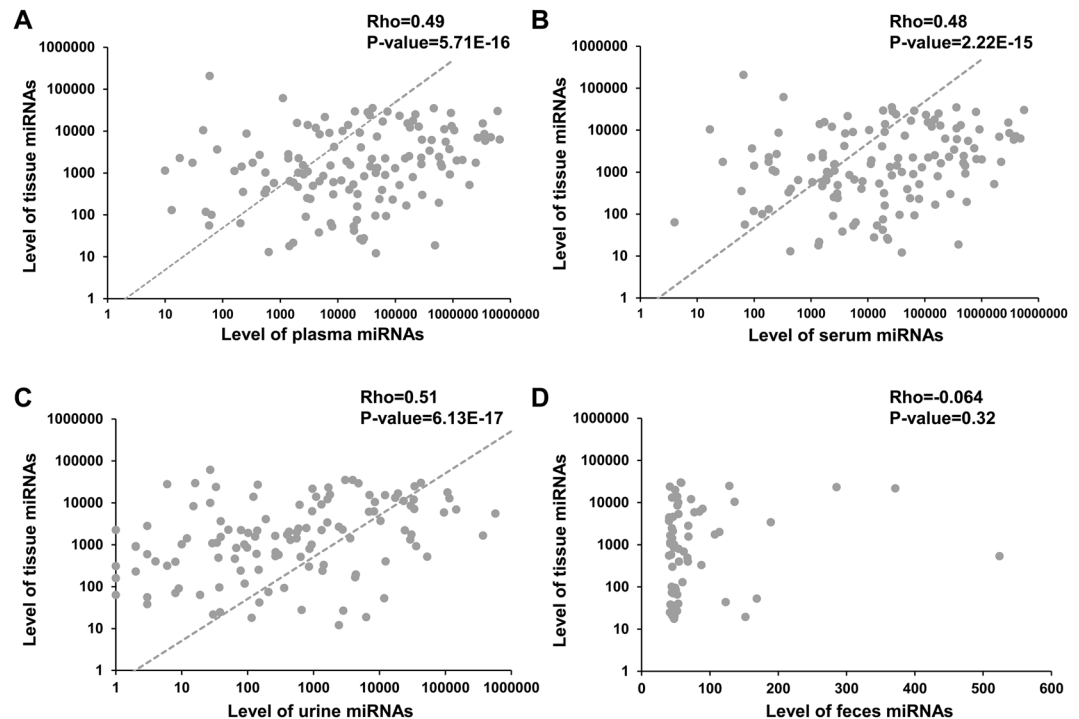 A
Rho=0.49
P-value=5.71E-16
Level of tissue miRNAs
1000000
100000
10000
1000
100
10
1
1 10 100 1000 10000 100000 1000000 10000000
Level of plasma miRNAs
B
Rho=0.48
P-value=2.22E-15
Level of tissue miRNAs
1000000
100000
10000
1000
100
10
1
1 10 100 1000 10000 100000 1000000 10000000
Level of serum miRNAs
C
Rho=0.51
P-value=6.13E-17
Level of tissue miRNAs
1000000
100000
10000
1000
100
10
1
1 10 100 1000 10000 100000 1000000
Level of urine miRNAs
D
Rho=-0.064
P-value=0.32
Level of tissue miRNAs
1000000
100000
10000
1000
100
10
1
0 100 200 300 400 500 600
Level of feces miRNAs